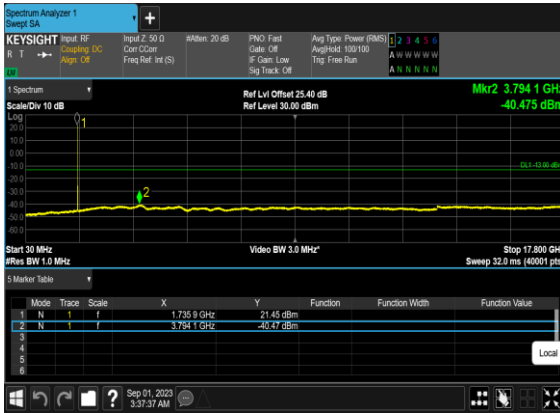 Spectrum Analyzer 1
Swept SA
+
KEYSIGHT Input: RF Input Z: 50 Ω #Atten: 20 dB PNO: Fast Avg Type: Power (RMS) 1 2 3 4 5 6
R T Coupling: DC Corr CCorr Gate: Off Avg|Hold: 100/100 A W W W W W
Align: Off Freq Ref: Int (S) IF Gain: Low Trig: Free Run
Sig Track: Off A N N N N N
1 Spectrum Ref Lvl Offset 25.40 dB Mkr2 3.794 1 GHz
Scale/Div 10 dB Ref Level 30.00 dBm -40.475 dBm
Log
20.0
10.0
0.00
-10.0
-20.0
-30.0
-40.0
-50.0
-60.0
1
2
DL1 -13.00 dBm
Start 30 MHz Video BW 3.0 MHz* Stop 17.800 GH
#Res BW 1.0 MHz Sweep 32.0 ms (40001 pts
5 Marker Table
Mode Trace Scale X Y Function Function Width Function Value
1 N 1 f 1.735 9 GHz 21.45 dBm
2 N 1 f 3.794 1 GHz -40.47 dBm
3
4
5
6
Local
? Sep 01, 2023
3:37:37 AM